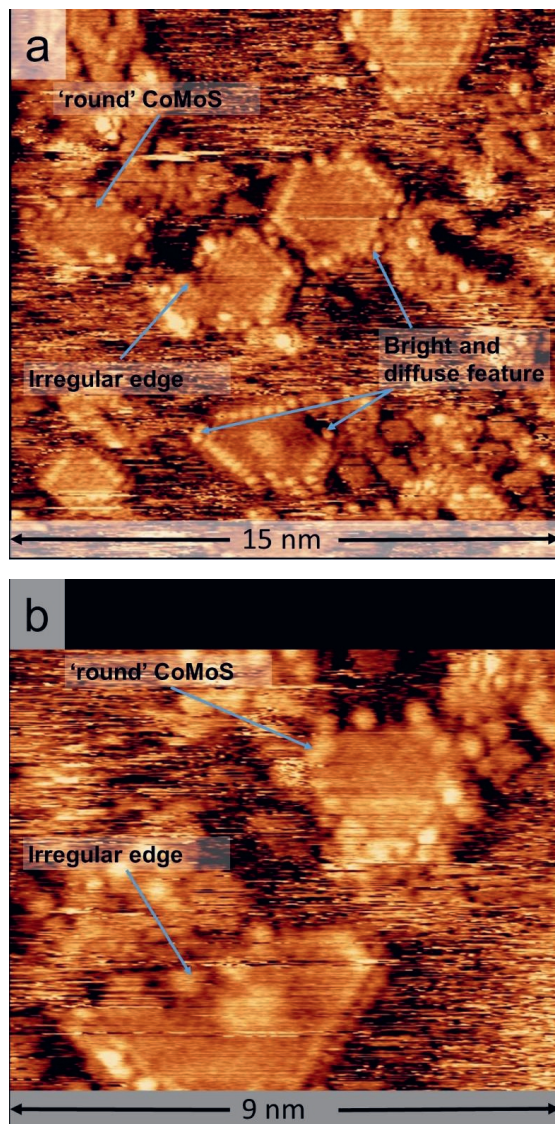 a
‘round’ CoMoS
Irregular edge
Bright and
diffuse feature
15 nm
b
‘round’ CoMoS
Irregular edge
9 nm